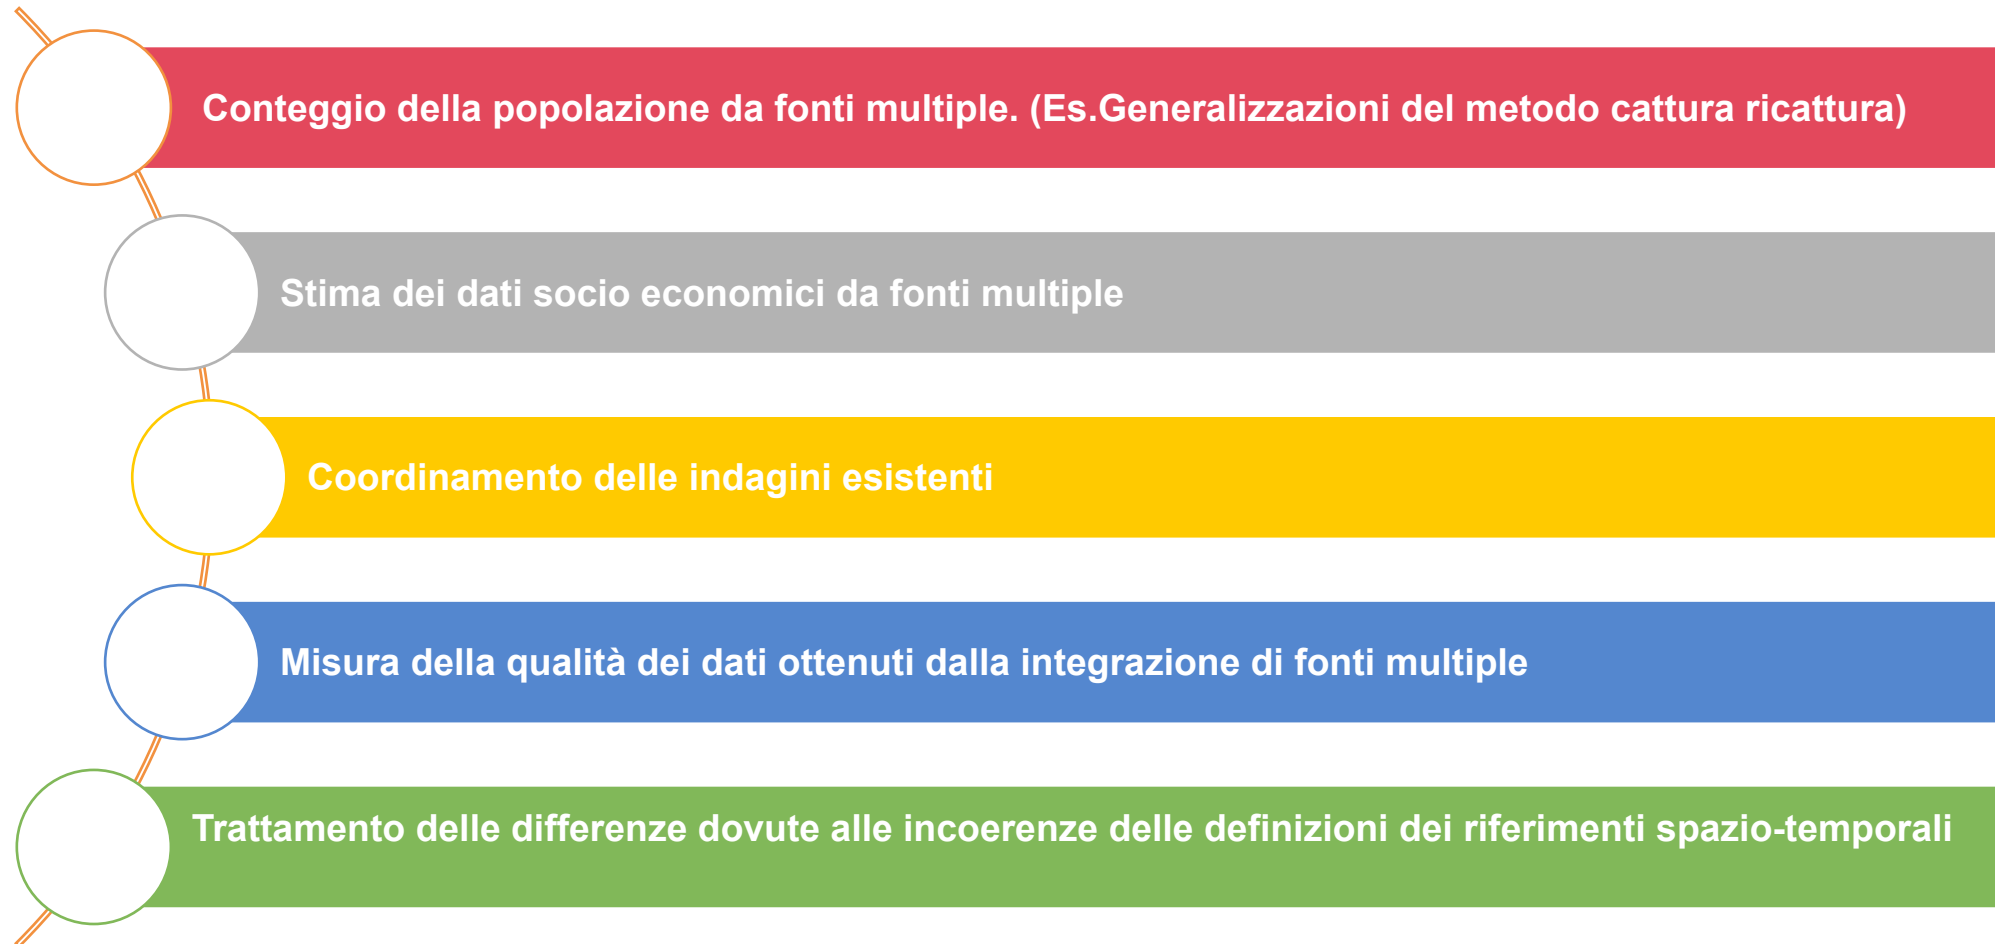 Conteggio della popolazione da fonti multiple. (Es.Generalizzazioni del metodo cattura ricattura)
Stima dei dati socio economici da fonti multiple
Coordinamento delle indagini esistenti
Misura della qualità dei dati ottenuti dalla integrazione di fonti multiple
Trattamento delle differenze dovute alle incoerenze delle definizioni dei riferimenti spazio-temporali